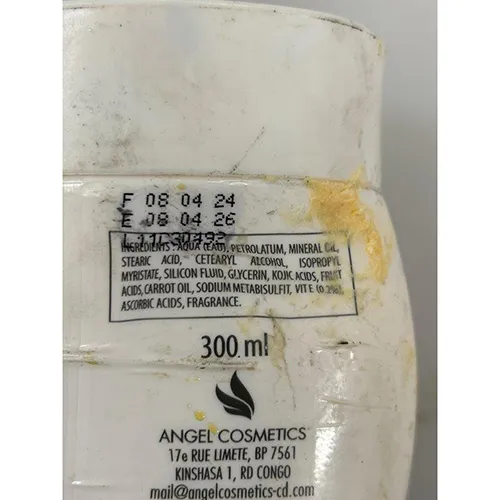 F 08 04 24
E 08 04 26
INGREDIENTS : AQUA (EAU), PETROLATUM, MINERAL OIL,
STEARIC ACID, CETEARYL ALCOHOL, ISOPROPYL
MYRISTATE, SILICON FLUID, GLYCERIN, KOJIC ACIDS, FRUIT
ACIDS, CARROT OIL, SODIUM METABISULFIT, VIT E (0.2%),
ASCORBIC ACIDS, FRAGRANCE.
300 ml
ANGEL COSMETICS
17e RUE LIMETE, BP 7561
KINSHASA 1, RD CONGO
mail@angelcosmetics-cd.com